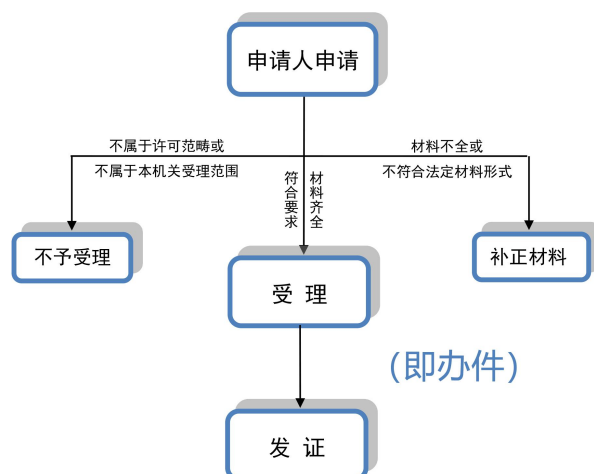 申请人申请
不属于许可范畴或
不属于本机关受理范围
材料不全或
不符合法定材料形式
材料齐全
符合要求
不予受理
受 理
补正材料
(即办件)
发 证